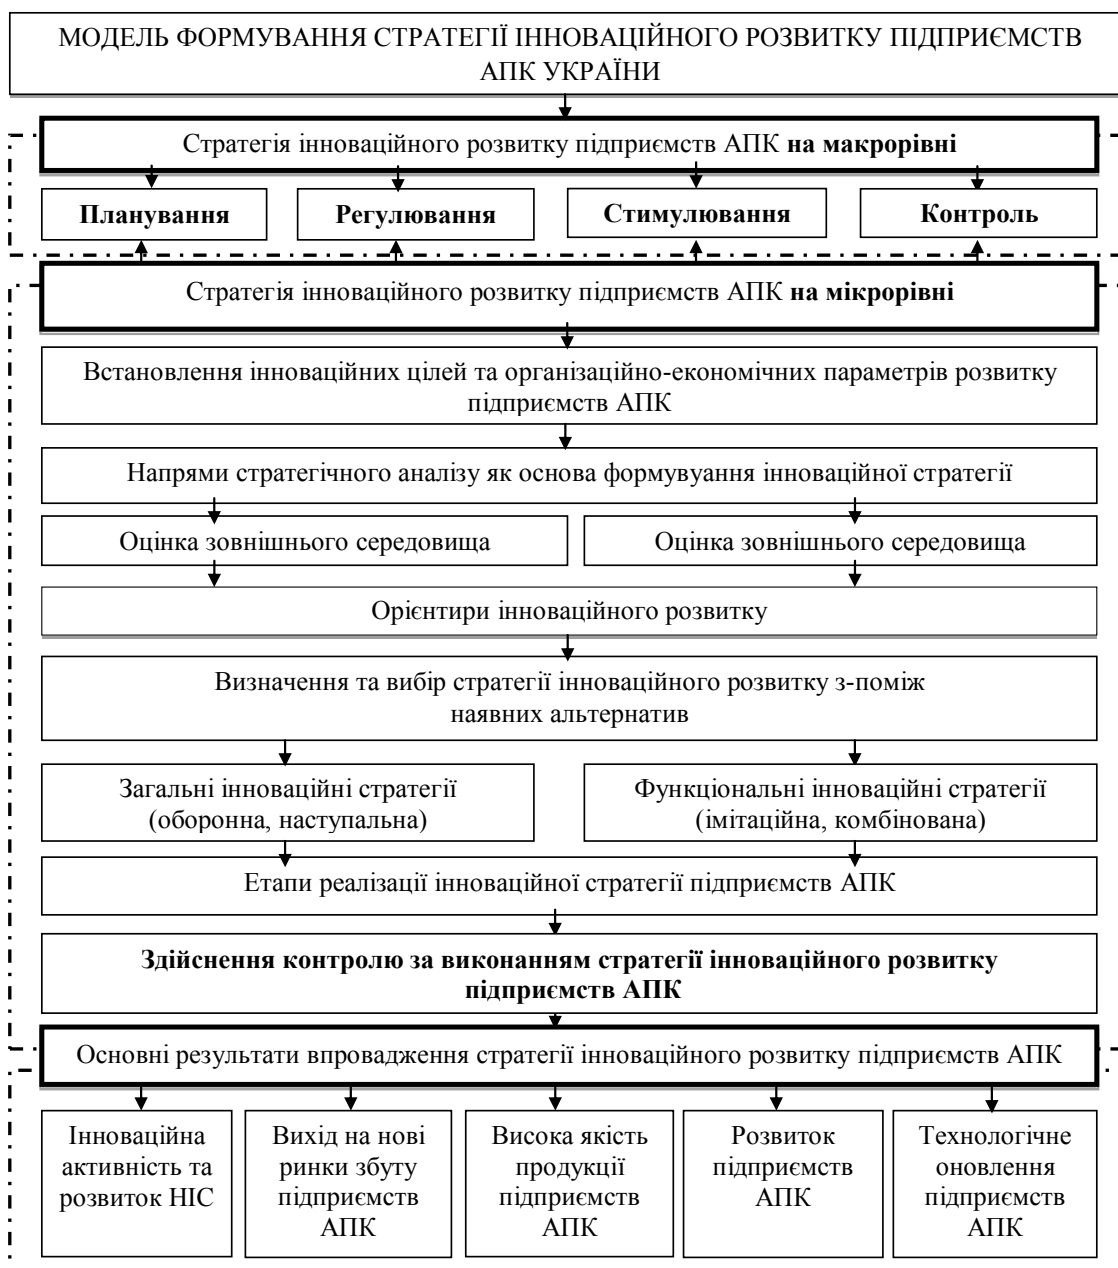 МОДЕЛЬ ФОРМУВАННЯ СТРАТЕГІЇ ІННОВАЦІЙНОГО РОЗВИТКУ ПІДПРИЄМСТВ
АПК УКРАЇНИ
Стратегія інноваційного розвитку підприємств АПК на макрорівні
Планування
Регулювання
Стимулювання
Контроль
Стратегія інноваційного розвитку підприємств АПК на мікрорівні
Встановлення інноваційних цілей та організаційно-економічних параметрів розвитку
підприємств АПК
Напрями стратегічного аналізу як основа формувуання інноваційної стратегії
Оцінка зовнішнього середовища
Оцінка зовнішнього середовища
Орієнтири інноваційного розвитку
Визначення та вибір стратегії інноваційного розвитку з-поміж
наявних альтернатив
Загальні інноваційні стратегії
(оборонна, наступальна)
Функціональні інноваційні стратегії
(імітаційна, комбінована)
Етапи реалізації інноваційної стратегії підприємств АПК
Здійснення контролю за виконанням стратегії інноваційного розвитку
підприємств АПК
Основні результати впровадження стратегії інноваційного розвитку підприємств АПК
Інноваційна
активність та
розвиток НІС
Вихід на нові
ринки збуту
підприємств
АПК
Висока якість
продукції
підприємств
АПК
Розвиток
підприємств
АПК
Технологічне
оновлення
підприємств
АПК